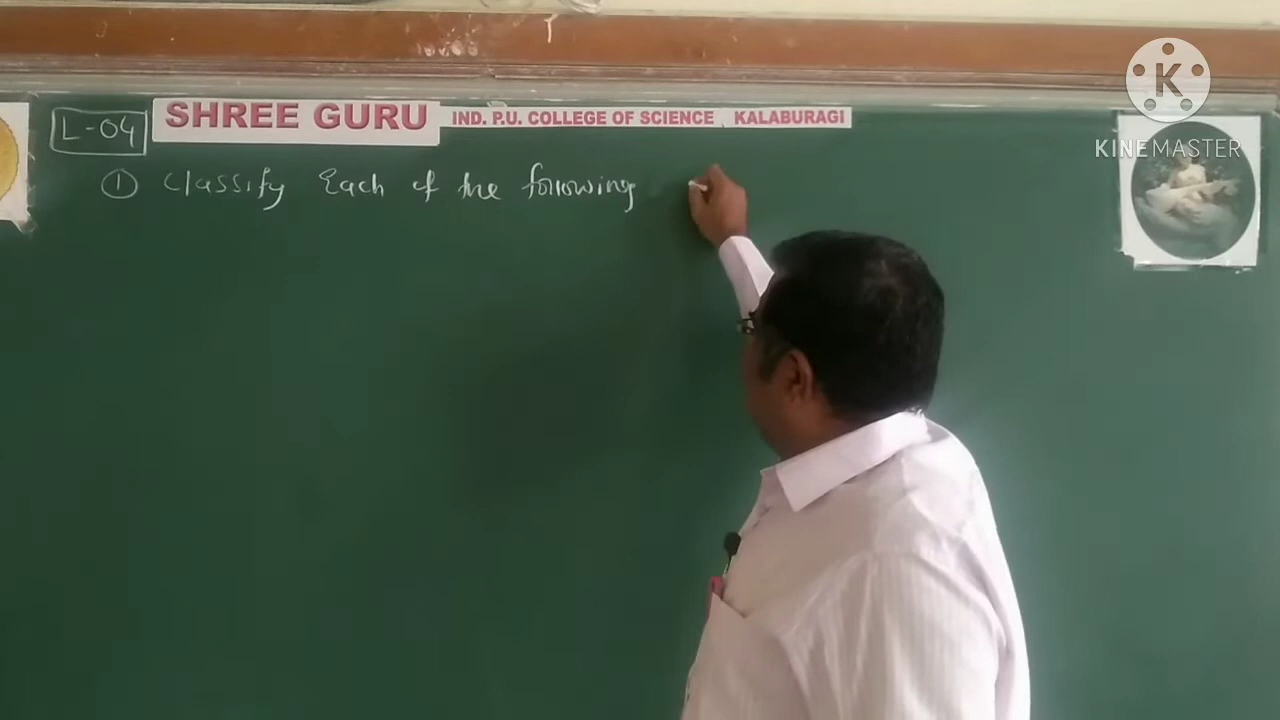 L-04
SHREE GURU IND. P.U. COLLEGE OF SCIENCE, KALABURAGI
① Classify Each of the following
K
KINEMASTER